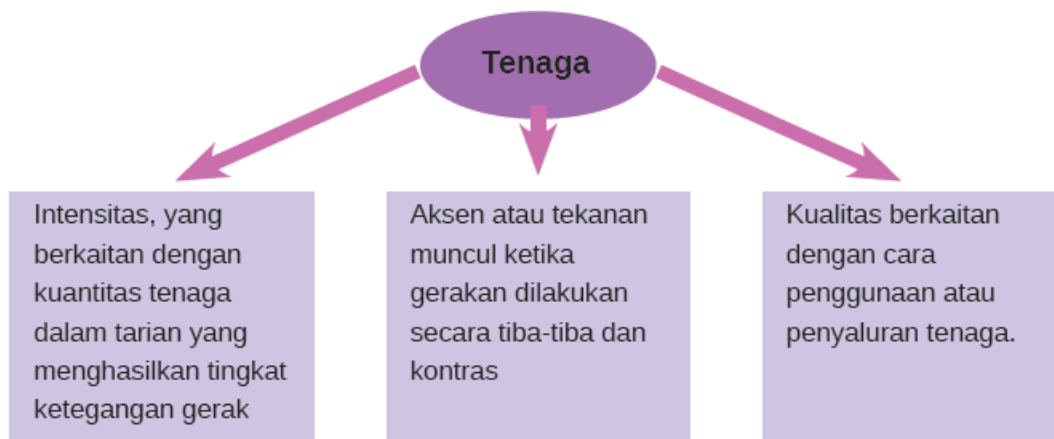 Tenaga
Intensitas, yang
berkaitan dengan
kuantitas tenaga
dalam tarian yang
menghasilkan tingkat
ketegangan gerak
Aksen atau tekanan
muncul ketika
gerakan dilakukan
secara tiba-tiba dan
kontras
Kualitas berkaitan
dengan cara
penggunaan atau
penyaluran tenaga.